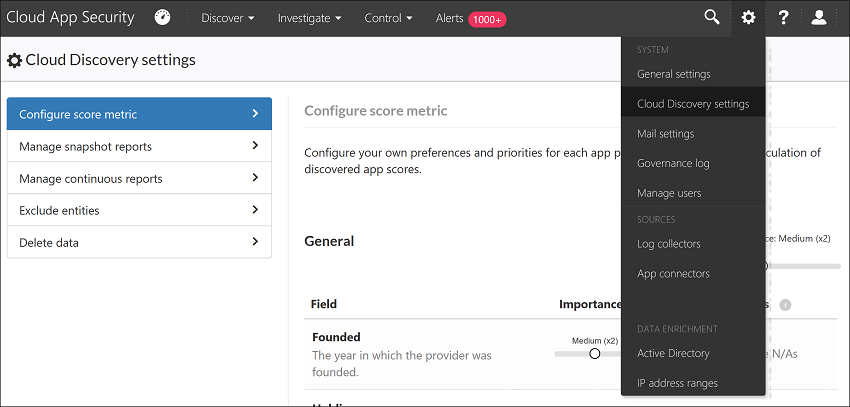 Cloud App Security
Discover
Investigate
Control
Alerts
1000+
?
Cloud Discovery settings
Configure score metric
Manage snapshot reports
Manage continuous reports
Exclude entities
Delete data
Configure score metric
Configure your own preferences and priorities for each app p
culation of
discovered app scores.
General
ce: Medium (x2)
Field
Importance
s
Founded
The year in which the provider was
founded.
Medium (x2)
e N/As
SYSTEM
General settings
Cloud Discovery settings
Mail settings
Governance log
Manage users
SOURCES
Log collectors
App connectors
DATA ENRICHMENT
Active Directory
IP address ranges